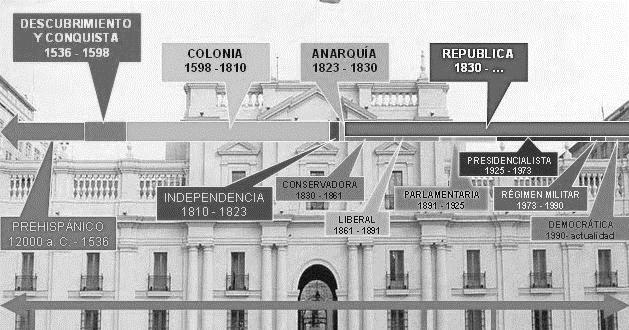 DESCUBRIMIENTO
Y CONQUISTA
1536 - 1598
COLONIA
1598 -1810
ANARQUÍA
1823 - 1830
REPUBLICA
1830 - ...
PREHISPÁNICO
12000 a. C. - 1536
INDEPENDENCIA
1810 - 1823
CONSERVADORA
1830 - 1861
LIBERAL
1861 - 1891
PARLAMENTARIA
1891 - 1925
PRESIDENCIALISTA
1925 - 1973
RÉGIMEN MILITAR
1973 - 1990
DEMOCRÁTICA
1990- actualidad